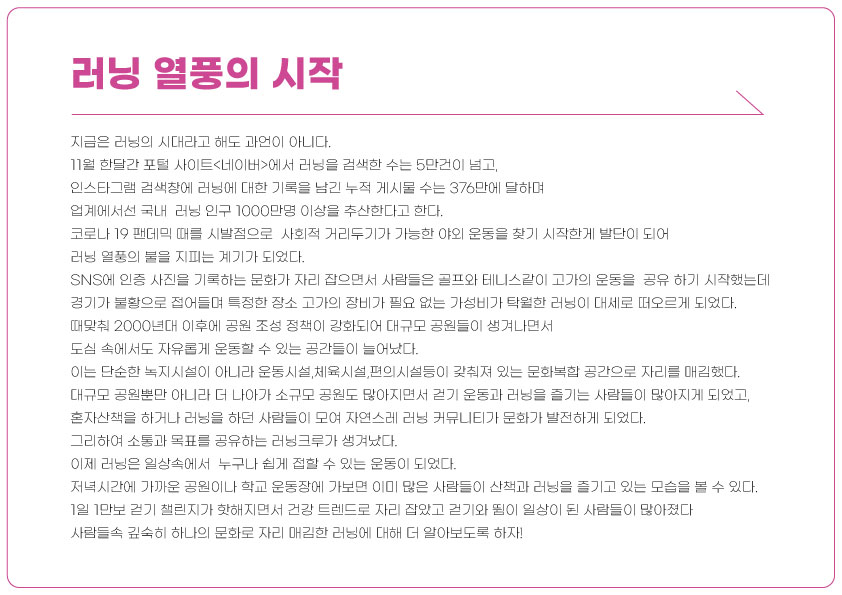 러닝 열풍의 시작
지금은 러닝의 시대라고 해도 과언이 아니다.
11월 한달간 포털 사이트<네이버>에서 러닝을 검색한 수는 5만건이 넘고,
인스타그램 검색창에 러닝에 대한 기록을 남긴 누적 게시물 수는 376만에 달하며
업계에서선 국내  러닝 인구 1000만명 이상을 추산한다고 한다.
코로나 19 팬데믹 때를 시발점으로  사회적 거리두기가 가능한 야외 운동을 찾기 시작한게 발단이 되어
러닝 열풍의 불을 지피는 계기가 되었다.
SNS에 인증 사진을 기록하는 문화가 자리 잡으면서 사람들은 골프와 테니스같이 고가의 운동을  공유 하기 시작했는데
경기가 불황으로 접어들며 특정한 장소 고가의 장비가 필요 없는 가성비가 탁월한 러닝이 대세로 떠오르게 되었다.
때맞춰 2000년대 이후에 공원 조성 정책이 강화되어 대규모 공원들이 생겨나면서
도심 속에서도 자유롭게 운동할 수 있는 공간들이 늘어났다.
이는 단순한 녹지시설이 아니라 운동시설,체육시설,편의시설등이 갖춰져 있는 문화복합 공간으로 자리를 매김했다.
대규모 공원뿐만 아니라 더 나아가 소규모 공원도 많아지면서 걷기 운동과 러닝을 즐기는 사람들이 많아지게 되었고,
혼자산책을 하거나 러닝을 하던 사람들이 모여 자연스레 러닝 커뮤니티가 문화가 발전하게 되었다.
그리하여 소통과 목표를 공유하는 러닝크루가 생겨났다.
이제 러닝은 일상속에서  누구나 쉽게 접할 수 있는 운동이 되었다.
저녁시간에 가까운 공원이나 학교 운동장에 가보면 이미 많은 사람들이 산책과 러닝을 즐기고 있는 모습을 볼 수 있다.
1일 1만보 걷기 챌린지가 핫해지면서 건강 트렌드로 자리 잡았고 걷기와 뜀이 일상이 된 사람들이 많아졌다
사람들속 깊숙히 하나의 문화로 자리 매김한 러닝에 대해 더 알아보도록 하자!